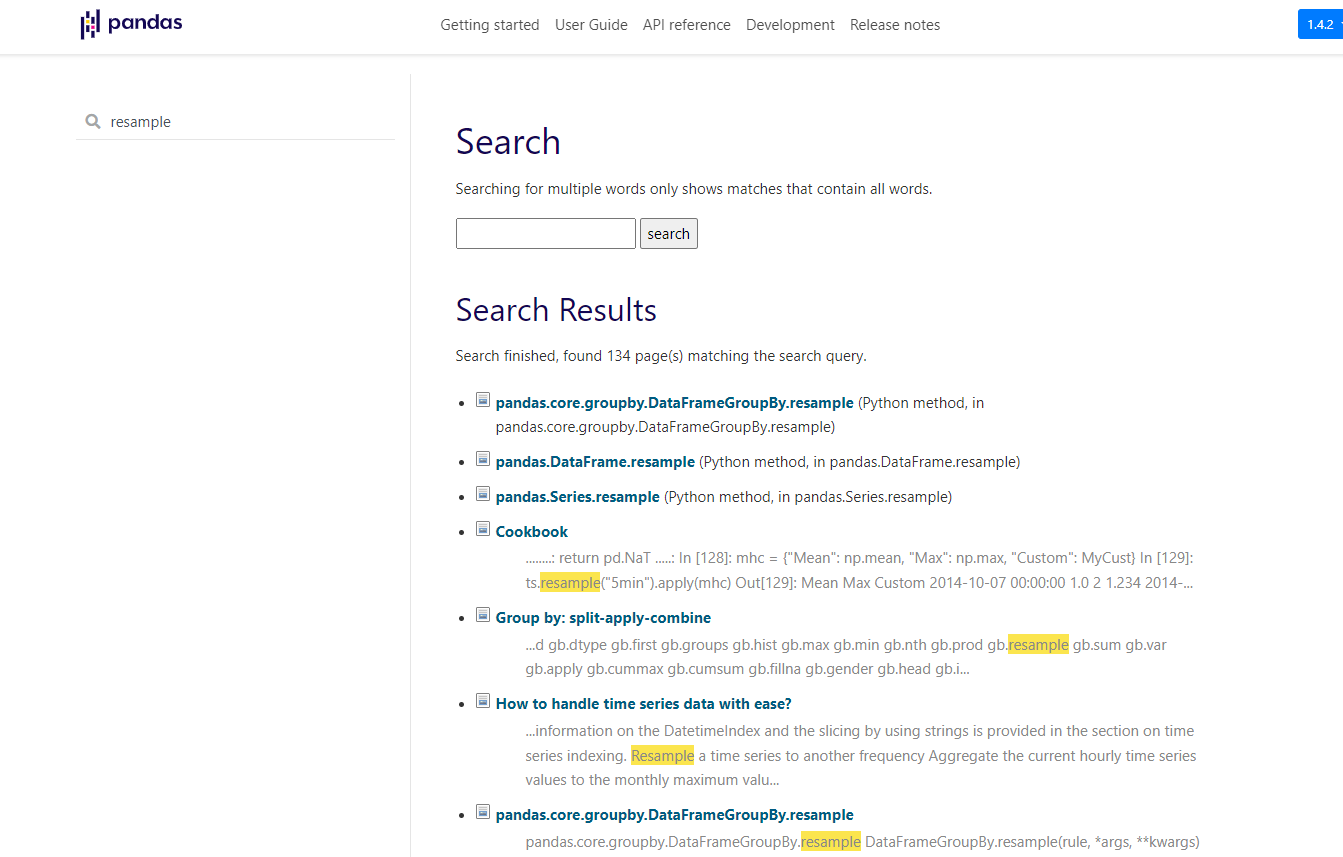 pandas
Getting started User Guide API reference Development Release notes
1.4.2
resample
Search
Searching for multiple words only shows matches that contain all words.
search
Search Results
Search finished, found 134 page(s) matching the search query.
pandas.core.groupby.DataFrameGroupBy.resample (Python method, in
pandas.core.groupby.DataFrameGroupBy.resample)
pandas.DataFrame.resample (Python method, in pandas.DataFrame.resample)
pandas.Series.resample (Python method, in pandas.Series.resample)
Cookbook
........: return pd.NaT .....: In [128]: mhc = {"Mean": np.mean, "Max": np.max, "Custom": MyCust} In [129]:
ts.resample("5min").apply(mhc) Out[129]: Mean Max Custom 2014-10-07 00:00:00 1.0 2 1.234 2014-...
Group by: split-apply-combine
...d gb.dtype gb.first gb.groups gb.hist gb.max gb.min gb.nth gb.prod gb.resample gb.sum gb.var
gb.apply gb.cummax gb.cumsum gb.fillna gb.gender gb.head gb.i...
How to handle time series data with ease?
...information on the DatetimeIndex and the slicing by using strings is provided in the section on time
series indexing. Resample a time series to another frequency Aggregate the current hourly time series
values to the monthly maximum valu...
pandas.core.groupby.DataFrameGroupBy.resample
pandas.core.groupby.DataFrameGroupBy.resample DataFrameGroupBy.resample(rule, *args, **kwargs)